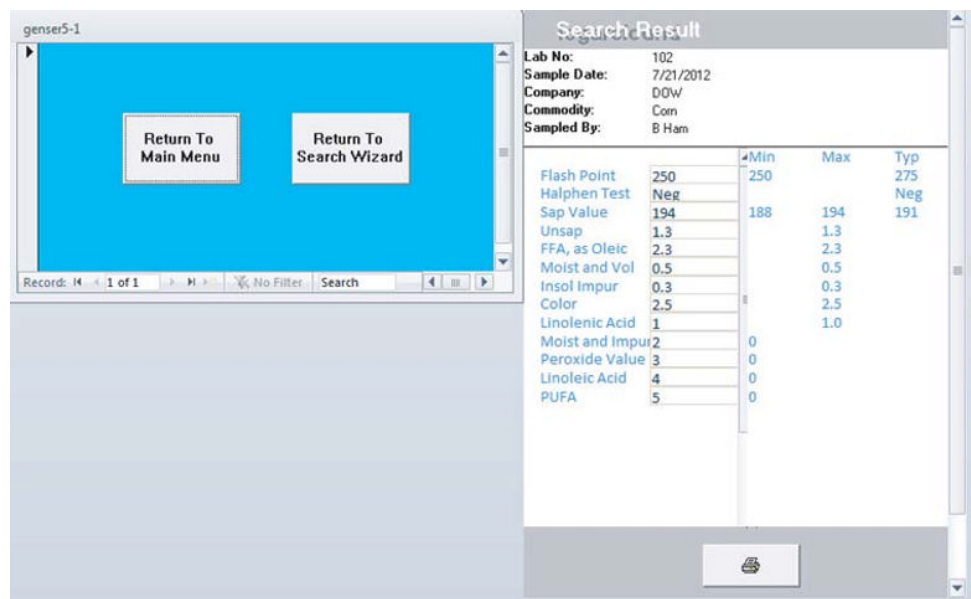 genser5-1
Return To
Main Menu
Return To
Search Wizard
Record: 1 of 1 No Filter Search
Search Result
Lab No: 102
Sample Date: 7/21/2012
Company: DOW
Commodity: Corn
Sampled By: B Ham
Min Max Typ
Flash Point 250 250 275
Halphen Test Neg Neg
Sap Value 194 188 194 191
Unsap 1.3 1.3
FFA, as Oleic 2.3 2.3
Moist and Vol 0.5 0.5
Insol Impur 0.3 0.3
Color 2.5 2.5
Linolenic Acid 1 1.0
Moist and Impur 2 0
Peroxide Value 3 0
Linoleic Acid 4 0
PUFA 5 0